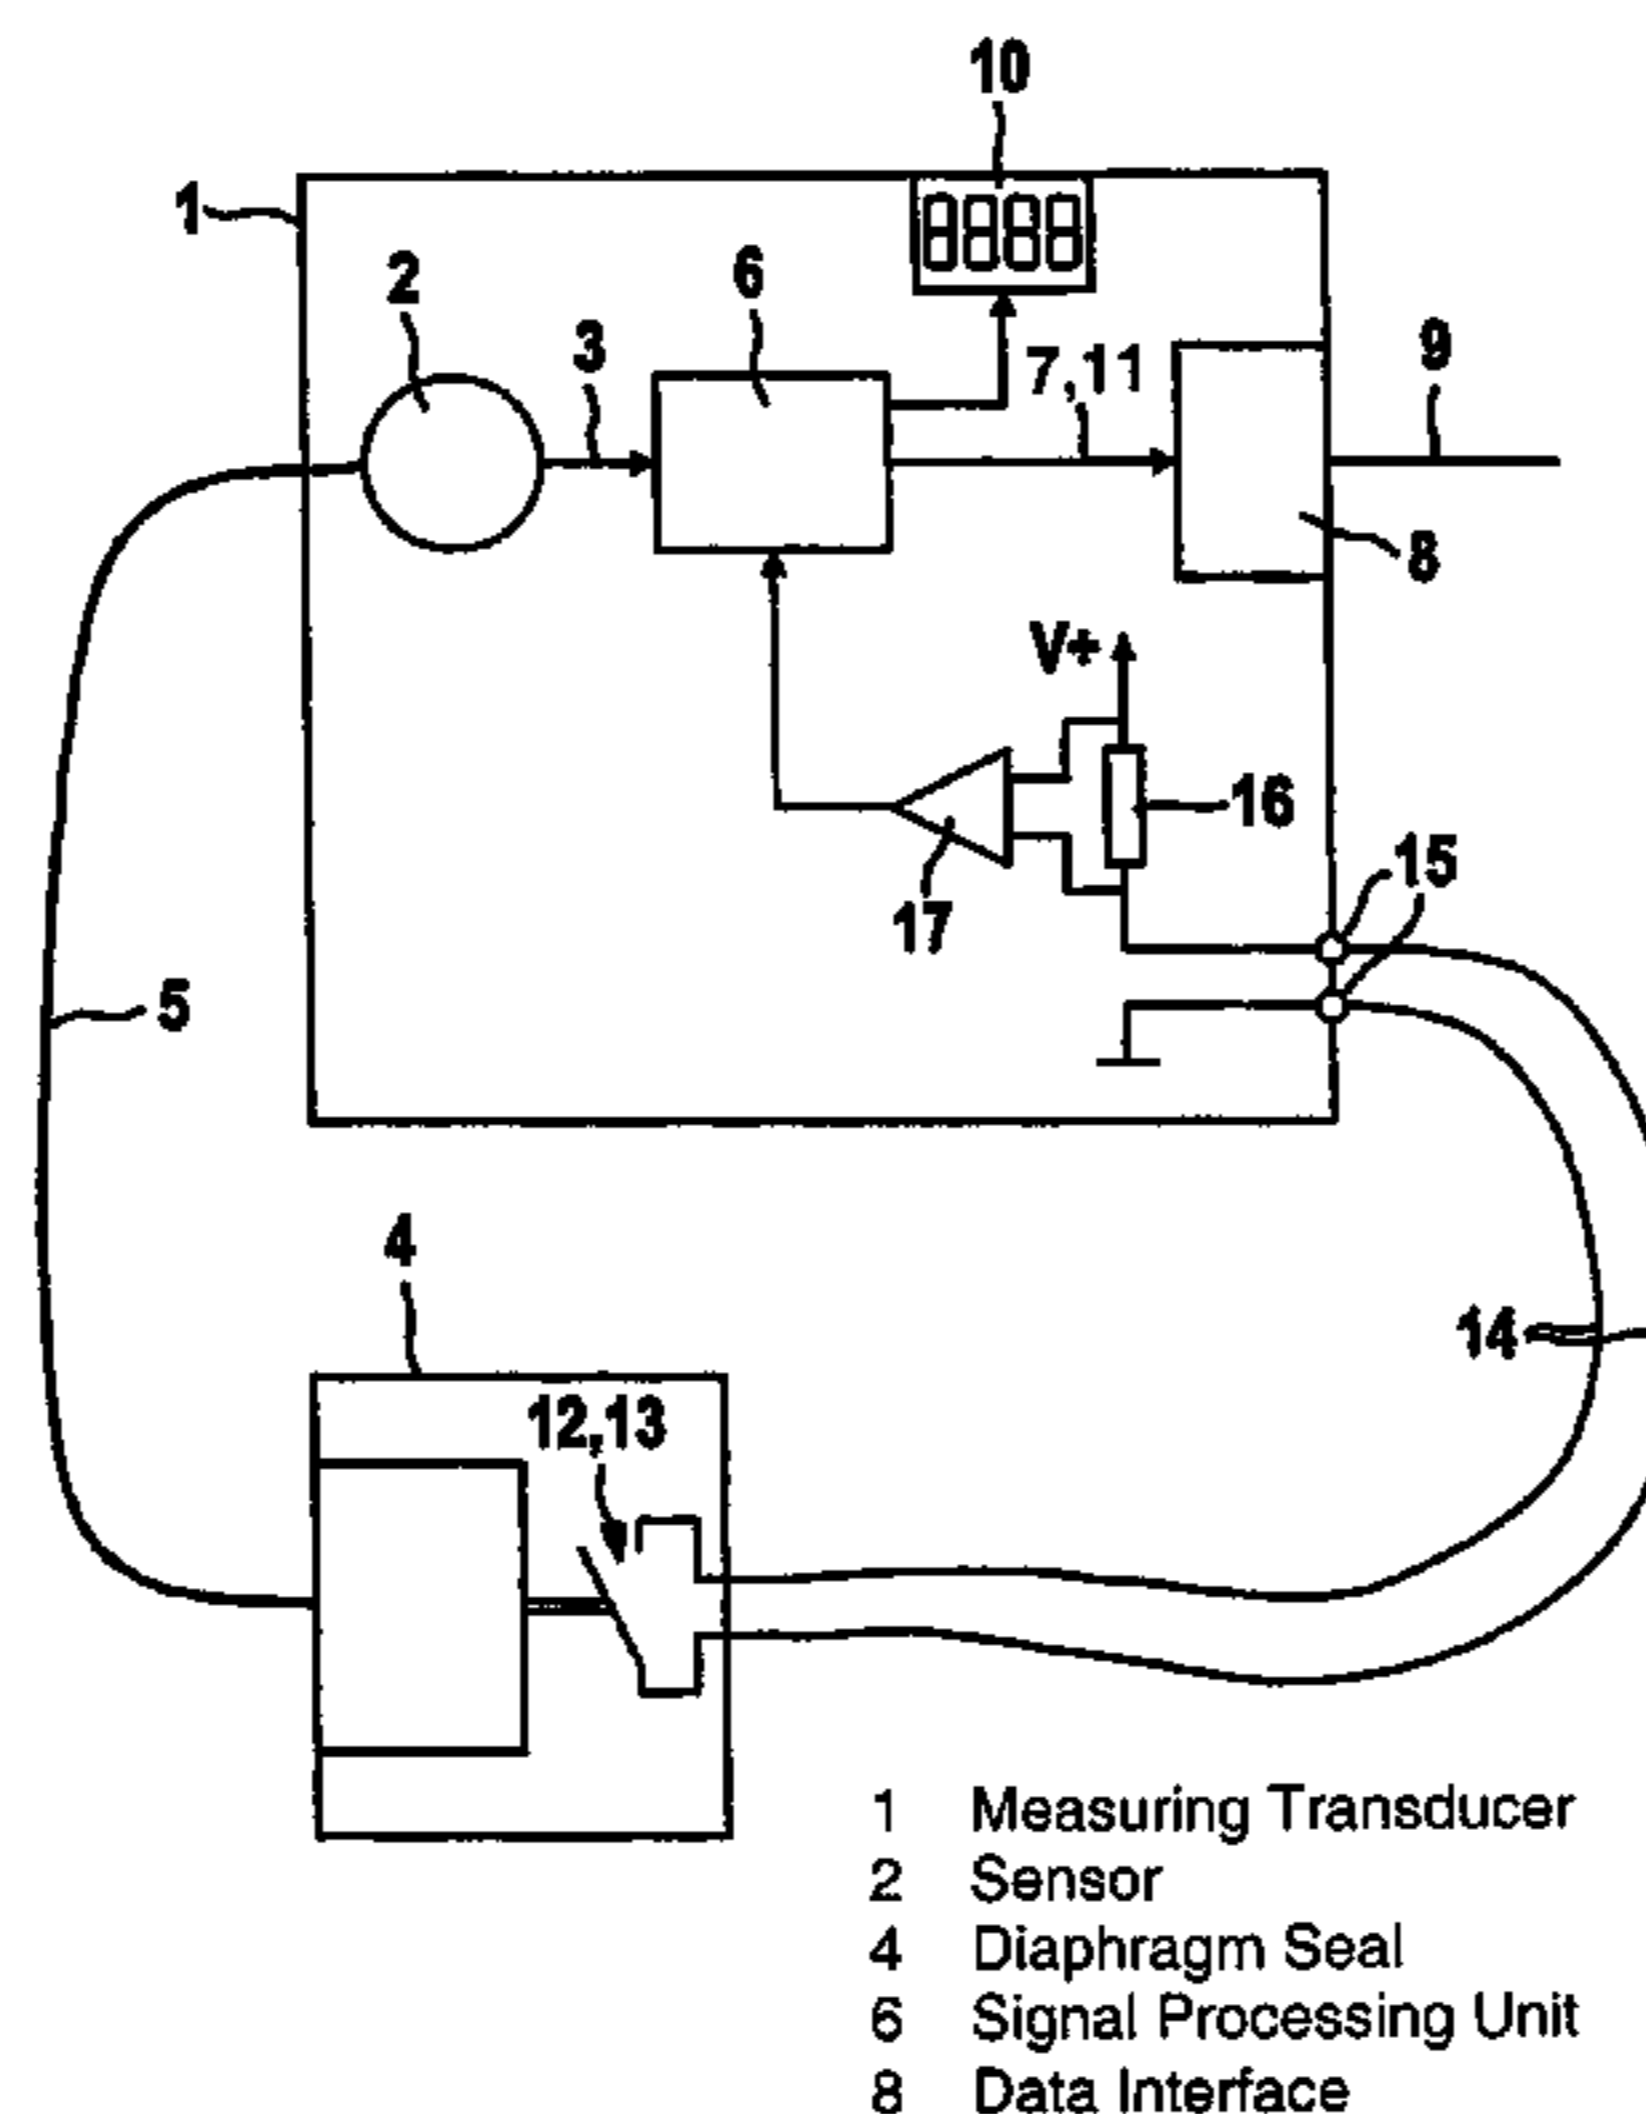 10
1
2
6
3
7,11
9
8
V+
16
15
17
5
4
14
12,13
1 Measuring Transducer
2 Sensor
4 Diaphragm Seal
6 Signal Processing Unit
8 Data Interface